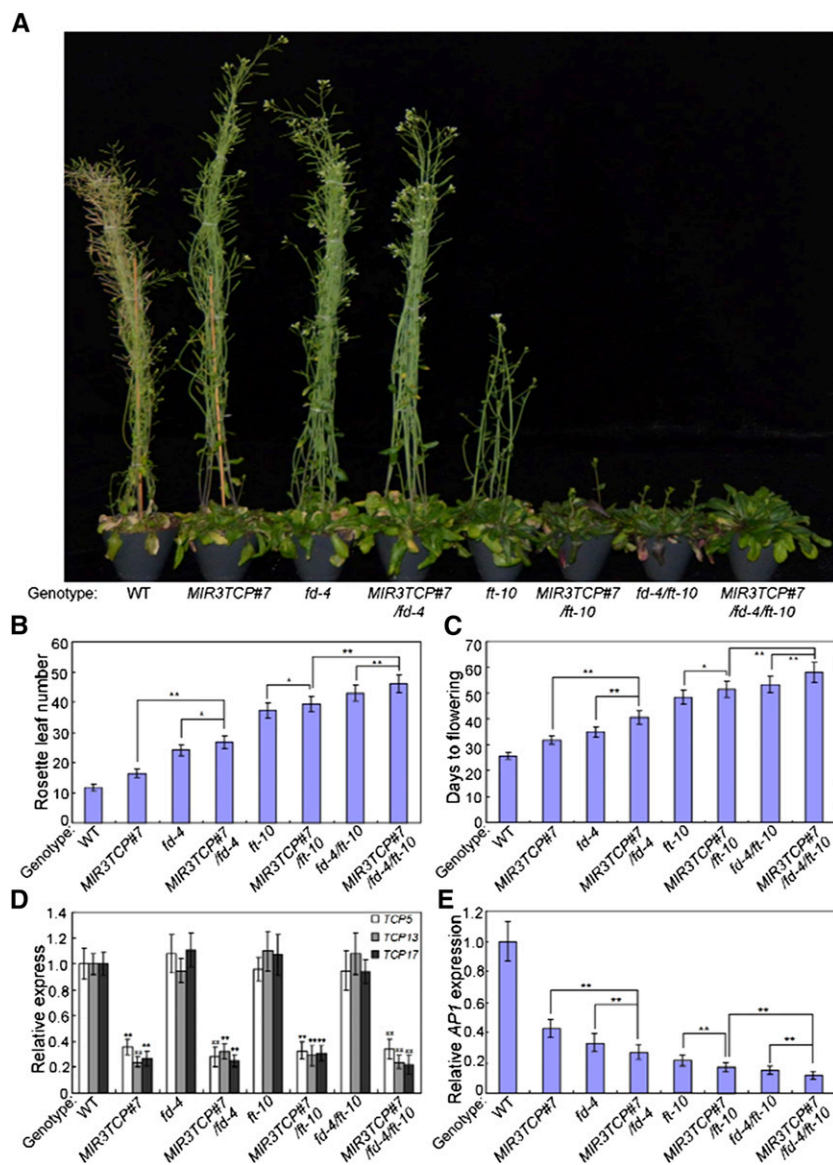 A
Genotype: WT MIR3TCP#7 fd-4 MIR3TCP#7 /fd-4 ft-10 MIR3TCP#7 /ft-10 fd-4/ft-10 MIR3TCP#7 /fd-4/ft-10
B
Rosette leaf number
60
50
40
30
20
10
0
** * * ** **
Genotype: WT MIR3TCP#7 fd-4 MIR3TCP#7 /fd-4 ft-10 MIR3TCP#7 /ft-10 fd-4/ft-10 MIR3TCP#7 /fd-4/ft-10
C
Days to flowering
70
60
50
40
30
20
10
0
** ** * ** **
Genotype: WT MIR3TCP#7 fd-4 MIR3TCP#7 /fd-4 ft-10 MIR3TCP#7 /ft-10 fd-4/ft-10 MIR3TCP#7 /fd-4/ft-10
D
Relative express
1.4
1.2
1.0
0.8
0.6
0.4
0.2
0
TCP5
TCP13
TCP17
** ** ** ** ** ** ** ** ** ** ** **
Genotype: WT MIR3TCP#7 fd-4 MIR3TCP#7 /fd-4 ft-10 MIR3TCP#7 /ft-10 fd-4/ft-10 MIR3TCP#7 /fd-4/ft-10
E
Relative AP1 expression
1.2
1.0
0.8
0.6
0.4
0.2
0.0
** ** ** ** **
Genotype: WT MIR3TCP#7 fd-4 MIR3TCP#7 /fd-4 ft-10 MIR3TCP#7 /ft-10 fd-4/ft-10 MIR3TCP#7 /fd-4/ft-10